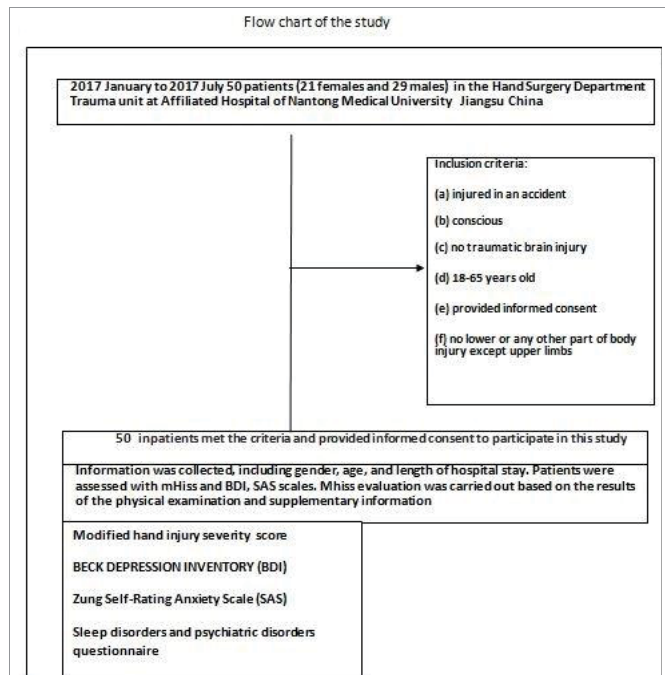 Flow chart of the study
2017 January to 2017 July 50 patients (21 females and 29 males) in the Hand Surgery Department
Trauma unit at Affiliated Hospital of Nantong Medical University Jiangsu China
Inclusion criteria:
(a) injured in an accident
(b) conscious
(c) no traumatic brain injury
(d) 18-65 years old
(e) provided informed consent
(f) no lower or any other part of body
injury except upper limbs
50 inpatients met the criteria and provided informed consent to participate in this study
Information was collected, including gender, age, and length of hospital stay. Patients were
assessed with mHiss and BDI, SAS scales. Mhiss evaluation was carried out based on the results
of the physical examination and supplementary information
Modified hand injury severity score
BECK DEPRESSION INVENTORY (BDI)
Zung Self-Rating Anxiety Scale (SAS)
Sleep disorders and psychiatric disorders
questionnaire